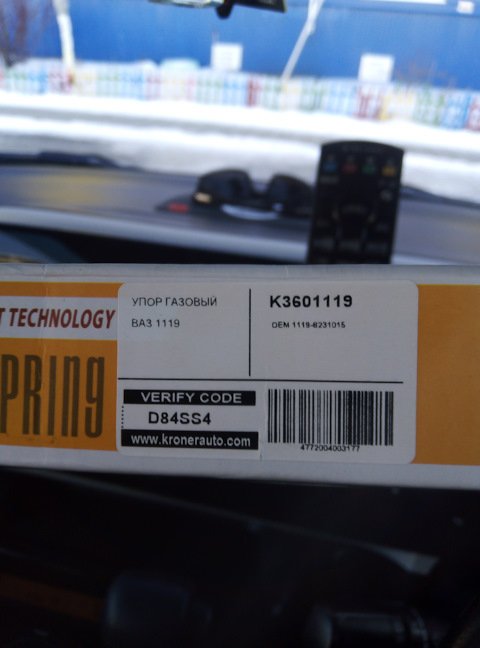 T TECHNOLOGY
PRING
УПОР ГАЗОВЫЙ
ВАЗ 1119
K3601119
OEM 1119-8231015
VERIFY CODE
D84SS4
www.kronerauto.com
4772004003177